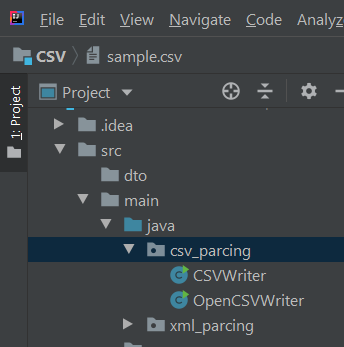 File Edit View Navigate Code Analyz
CSV sample.csv
1: Project
Project
.idea
src
dto
main
java
csv_parcing
CSVWriter
OpenCSVWriter
xml_parcing